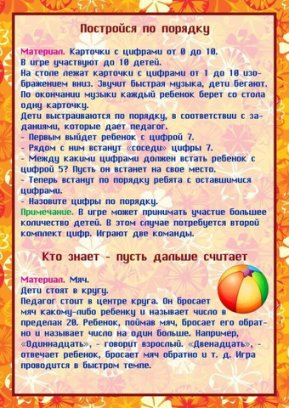 Постройся по порядку
Материал. Карточки с цифрами от 0 до 10.
В игре участвуют до 10 детей.
На столе лежат карточки с цифрами от 1 до 10 изо-
бражением вниз. Звучит быстрая музыка, дети бегают.
По окончании музыки каждый ребенок берет со стола
одну карточку.
Дети выстраиваются по порядку, в соответствии с за-
даниями, которые дает педагог.
- Первым выйдет ребенок с цифрой 7.
- Рядом с ним встанут «соседи» цифры 7.
- Между какими цифрами должен встать ребенок с
цифрой 5? Пусть он встанет на свое место.
- Теперь встанут по порядку ребята с оставшимися
цифрами.
- Назовите цифры по порядку.
Примечание. В игре может принимать участие большее
количество детей. В этом случае потребуется второй
комплект цифр. Играют две команды.
Кто знает - пусть дальше считает
Материал. Мяч.
Дети стоят в кругу.
Педагог стоит в центре круга. Он бросает
мяч какому-либо ребенку и называет число в
пределах 20. Ребенок, поймав мяч, бросает его обрат-
но и называет число на один больше. Например,
«Одиннадцать», - говорит взрослый. «Двенадцать», -
отвечает ребенок, бросает мяч обратно и т. д. Игра
проводится в быстром темпе.